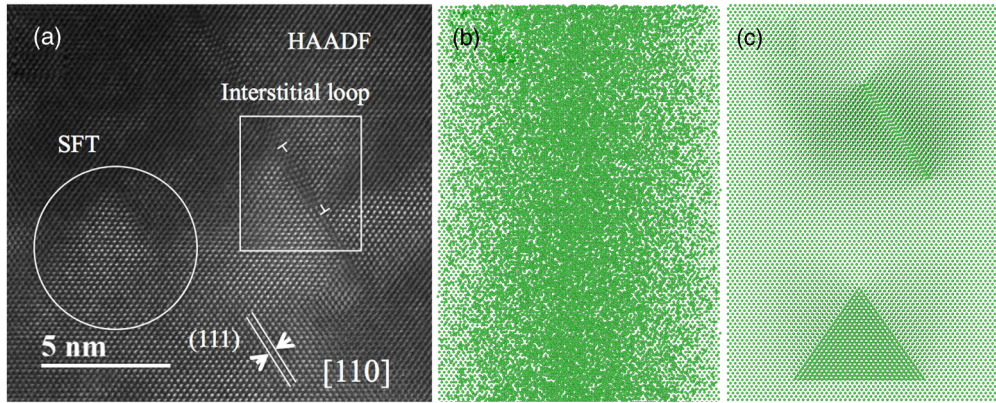 (a)
HAADF
Interstitial loop
SFT
5 nm
(111)
[110]
(b)
(c)